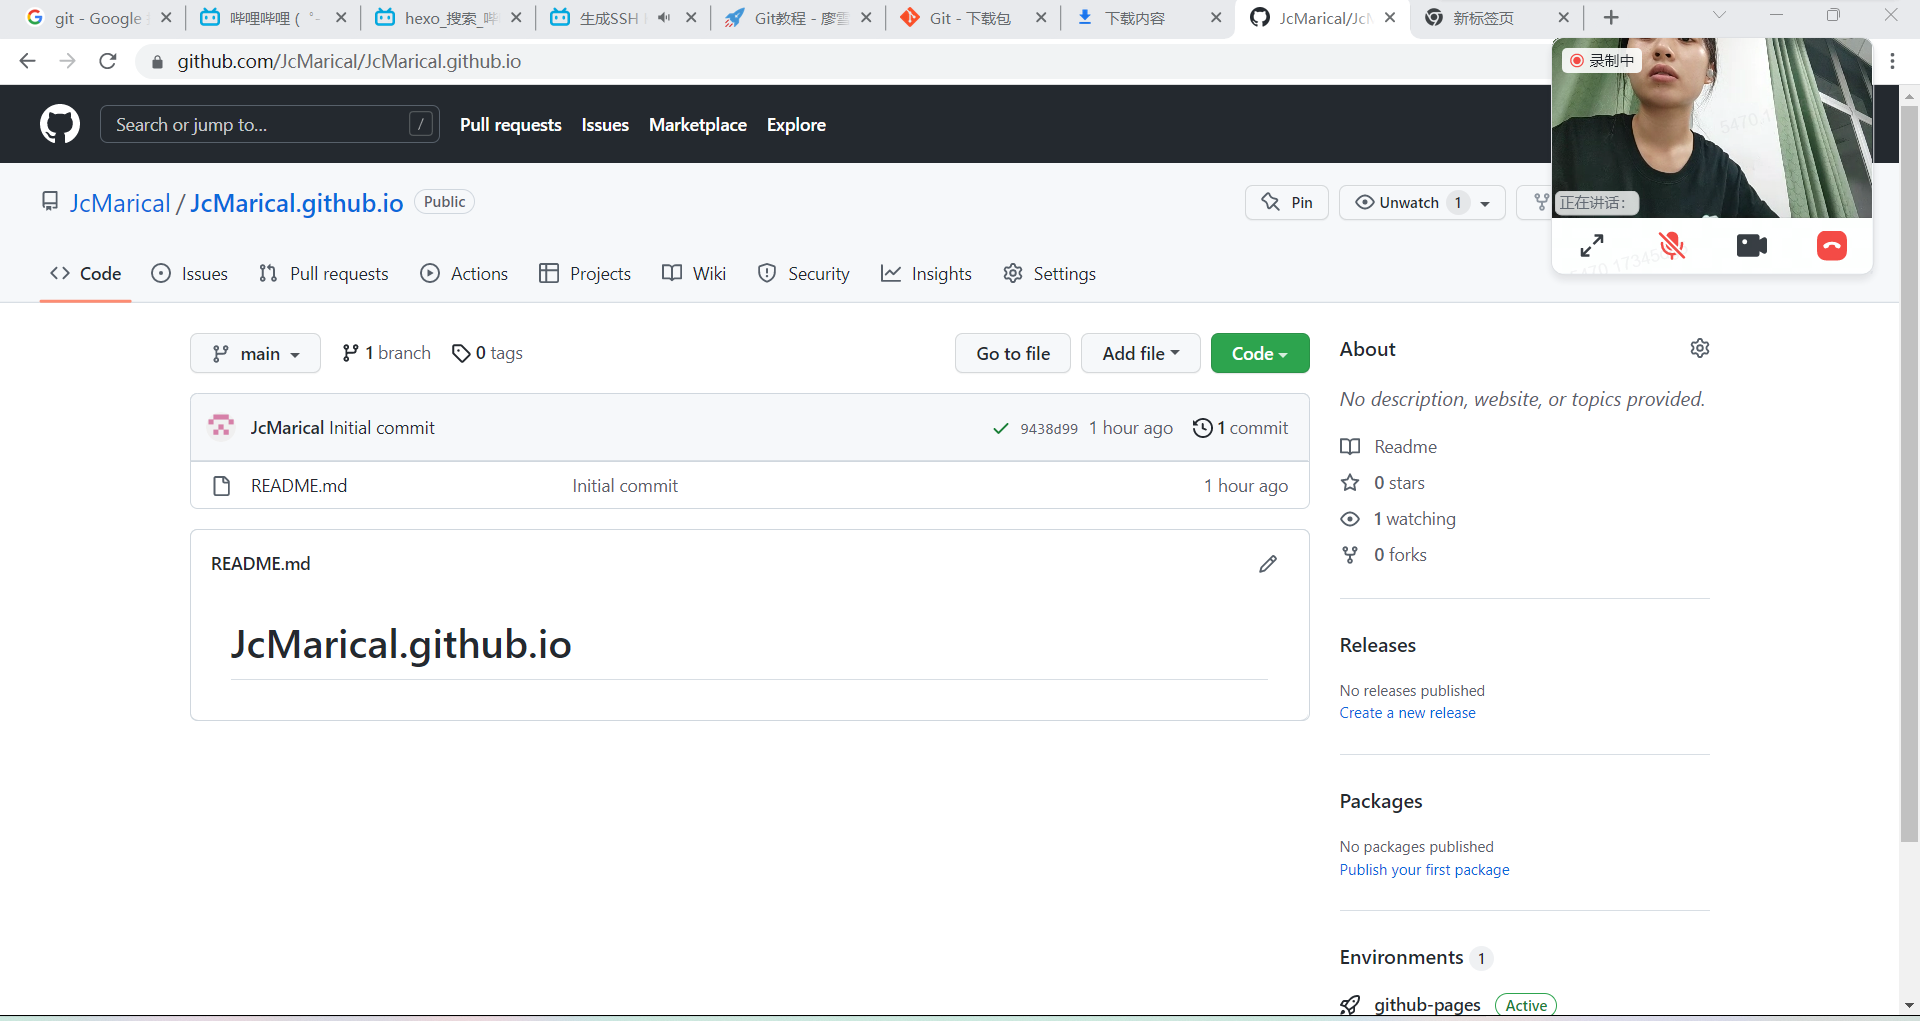 git - Google
哔哩哔哩 ( ゜-
hexo_搜索_哔
生成SSH
Git教程 - 廖雪
Git - 下载包
下载内容
JcMarical/JcM
新标签页
github.com/JcMarical/JcMarical.github.io
录制中
Search or jump to...
/
Pull requests
Issues
Marketplace
Explore
JcMarical / JcMarical.github.io
Public
Pin
Unwatch 1
正在讲话:
Code
Issues
Pull requests
Actions
Projects
Wiki
Security
Insights
Settings
main
1 branch
0 tags
Go to file
Add file
Code
About
No description, website, or topics provided.
JcMarical Initial commit
9438d99 1 hour ago
1 commit
README.md
Initial commit
1 hour ago
Readme
0 stars
1 watching
0 forks
README.md
JcMarical.github.io
Releases
No releases published
Create a new release
Packages
No packages published
Publish your first package
Environments 1
github-pages
Active